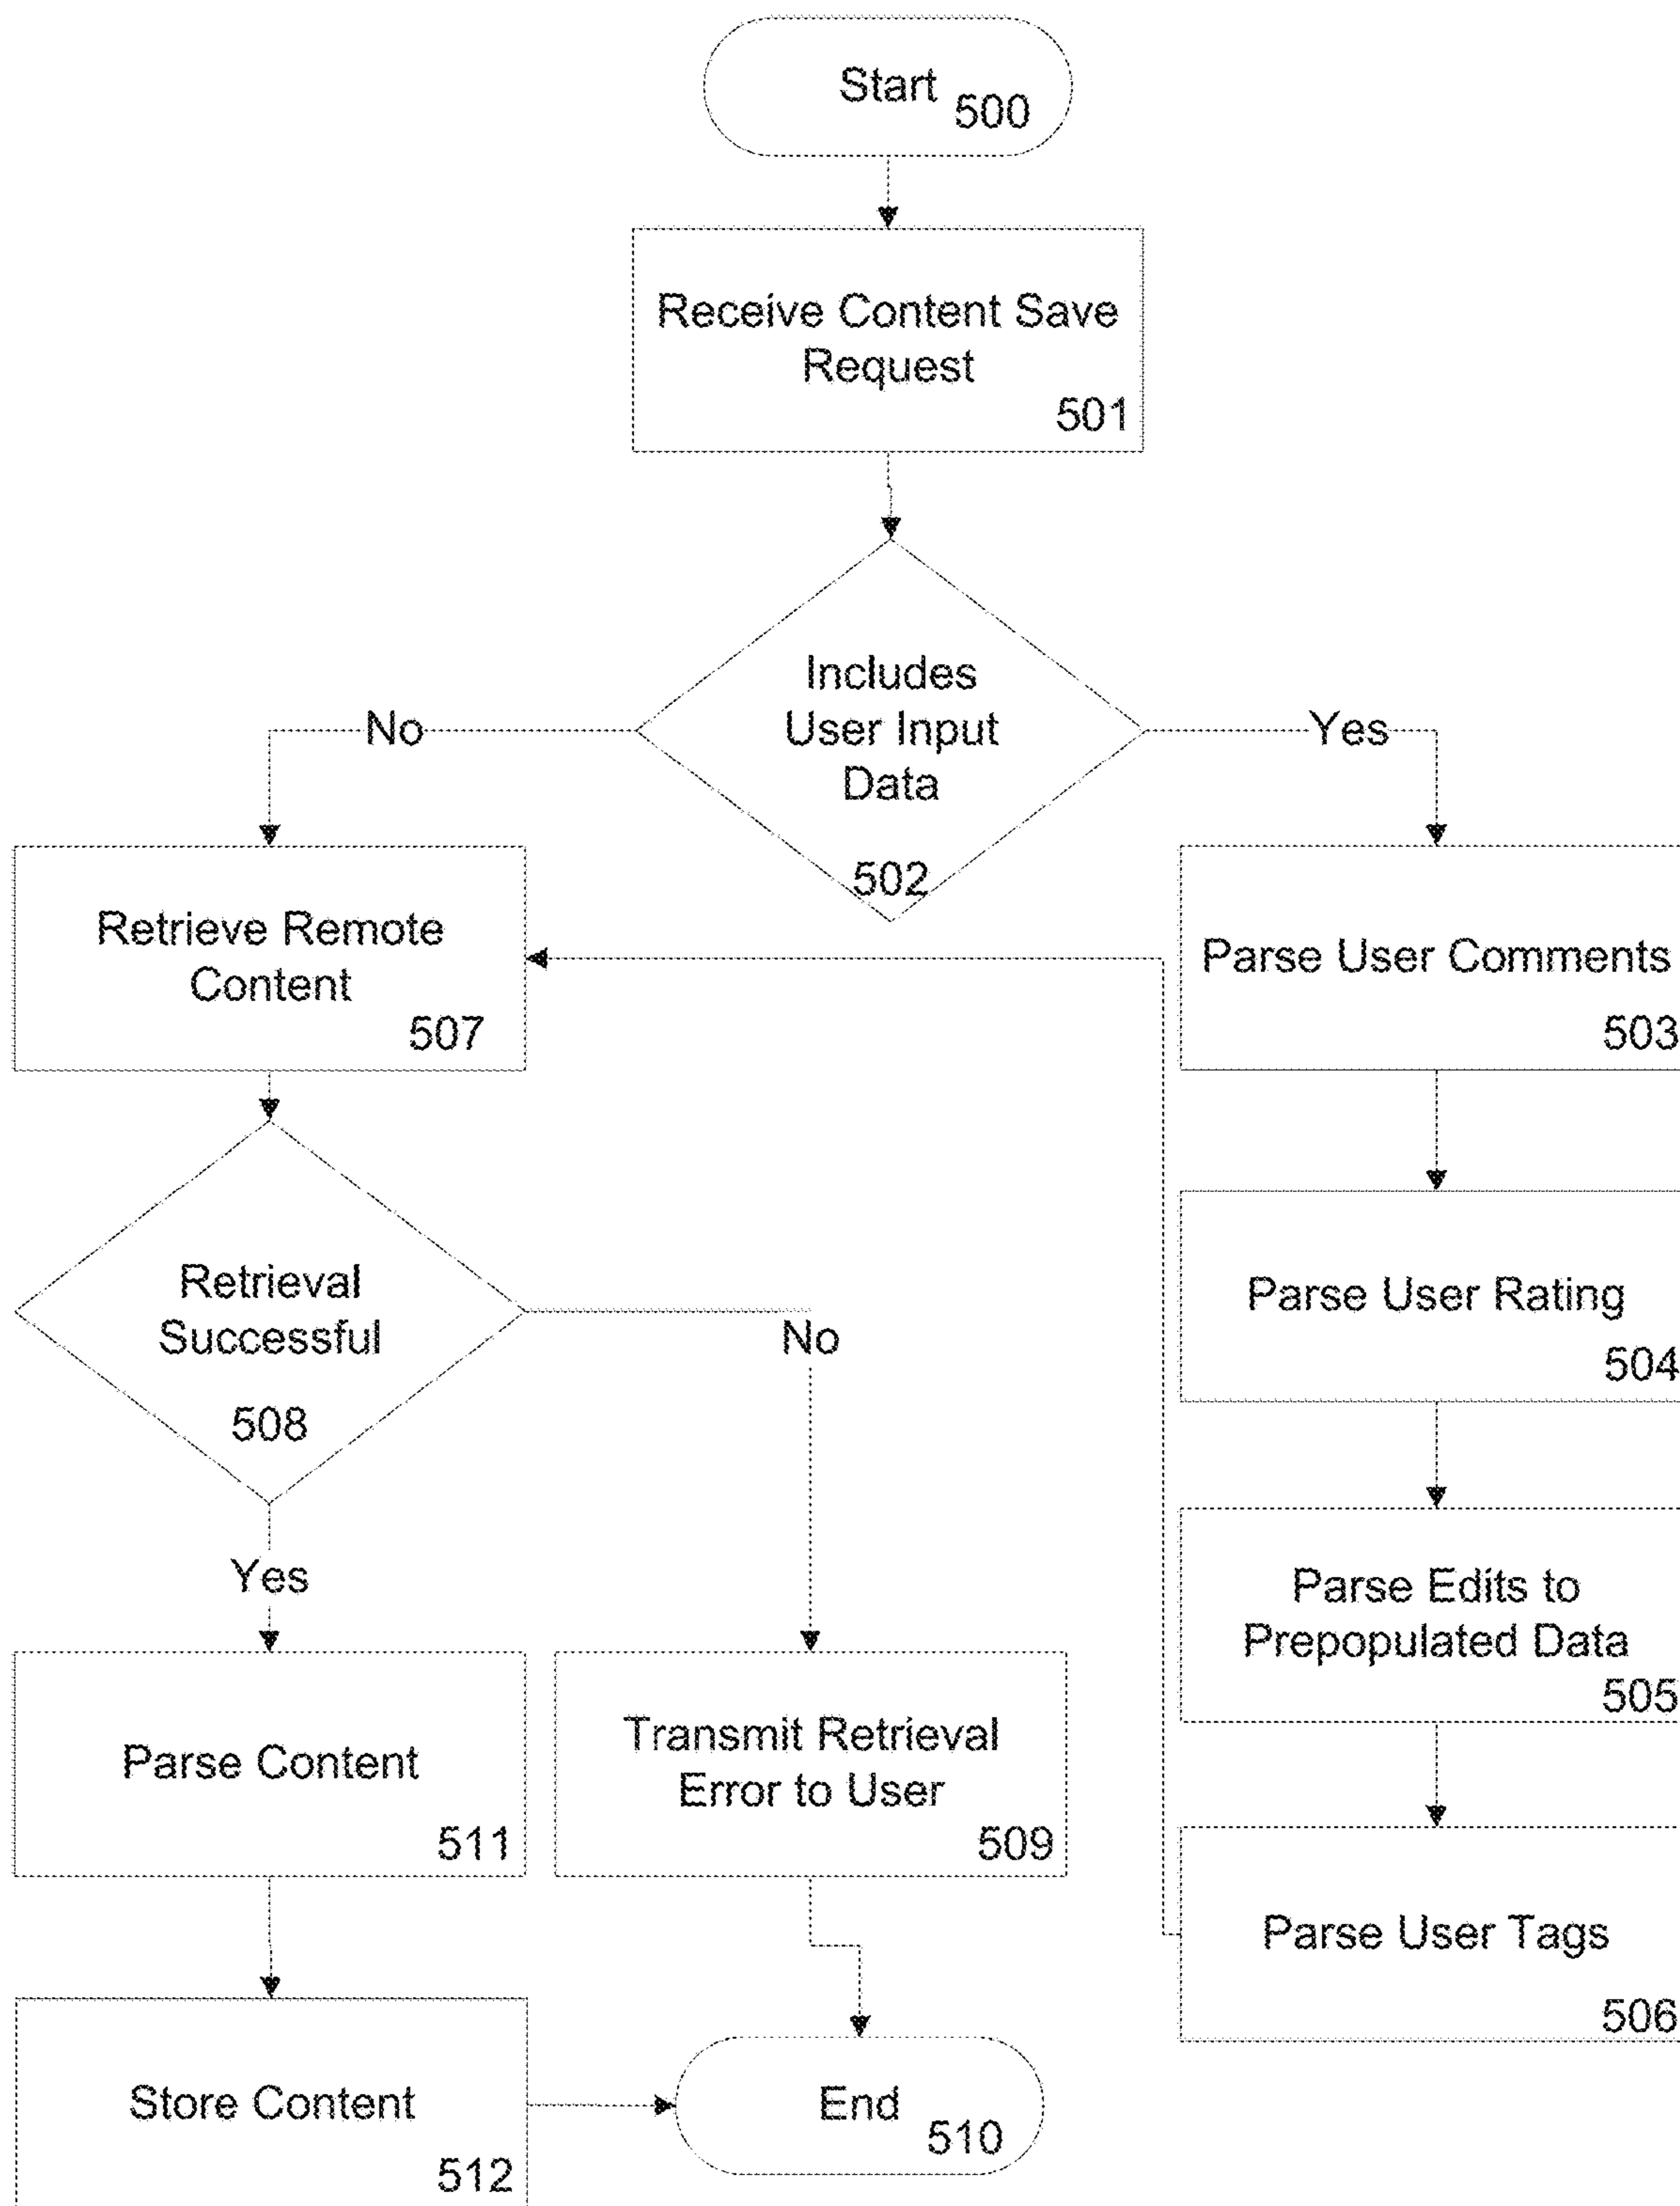 Start
500
Receive Content Save
Request
501
Includes
User Input
Data
502
No
Yes
Retrieve Remote
Content
507
Parse User Comments
503
Retrieval
Successful
508
No
Yes
Parse User Rating
504
Parse Edits to
Prepopulated Data
505
Parse Content
511
Transmit Retrieval
Error to User
509
Parse User Tags
506
Store Content
512
End
510